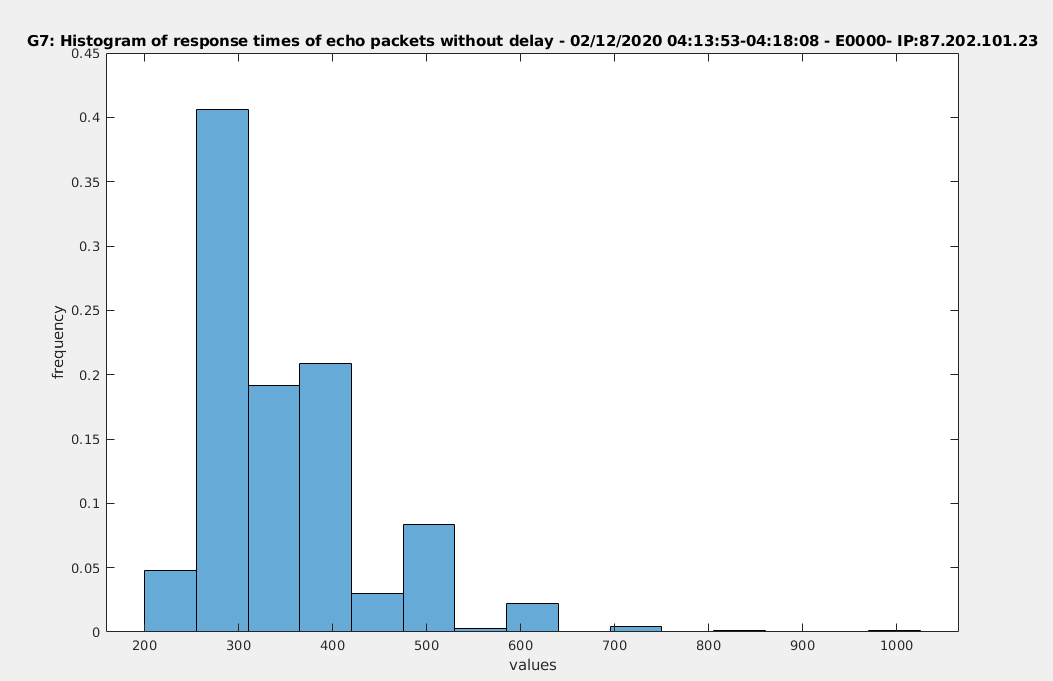 G7: Histogram of response times of echo packets without delay - 02/12/2020 04:13:53-04:18:08 - E0000- IP:87.202.101.23
0.45
0.4
0.35
0.3
0.25
0.2
0.15
0.1
0.05
0
frequency
200 300 400 500 600 700 800 900 1000
values